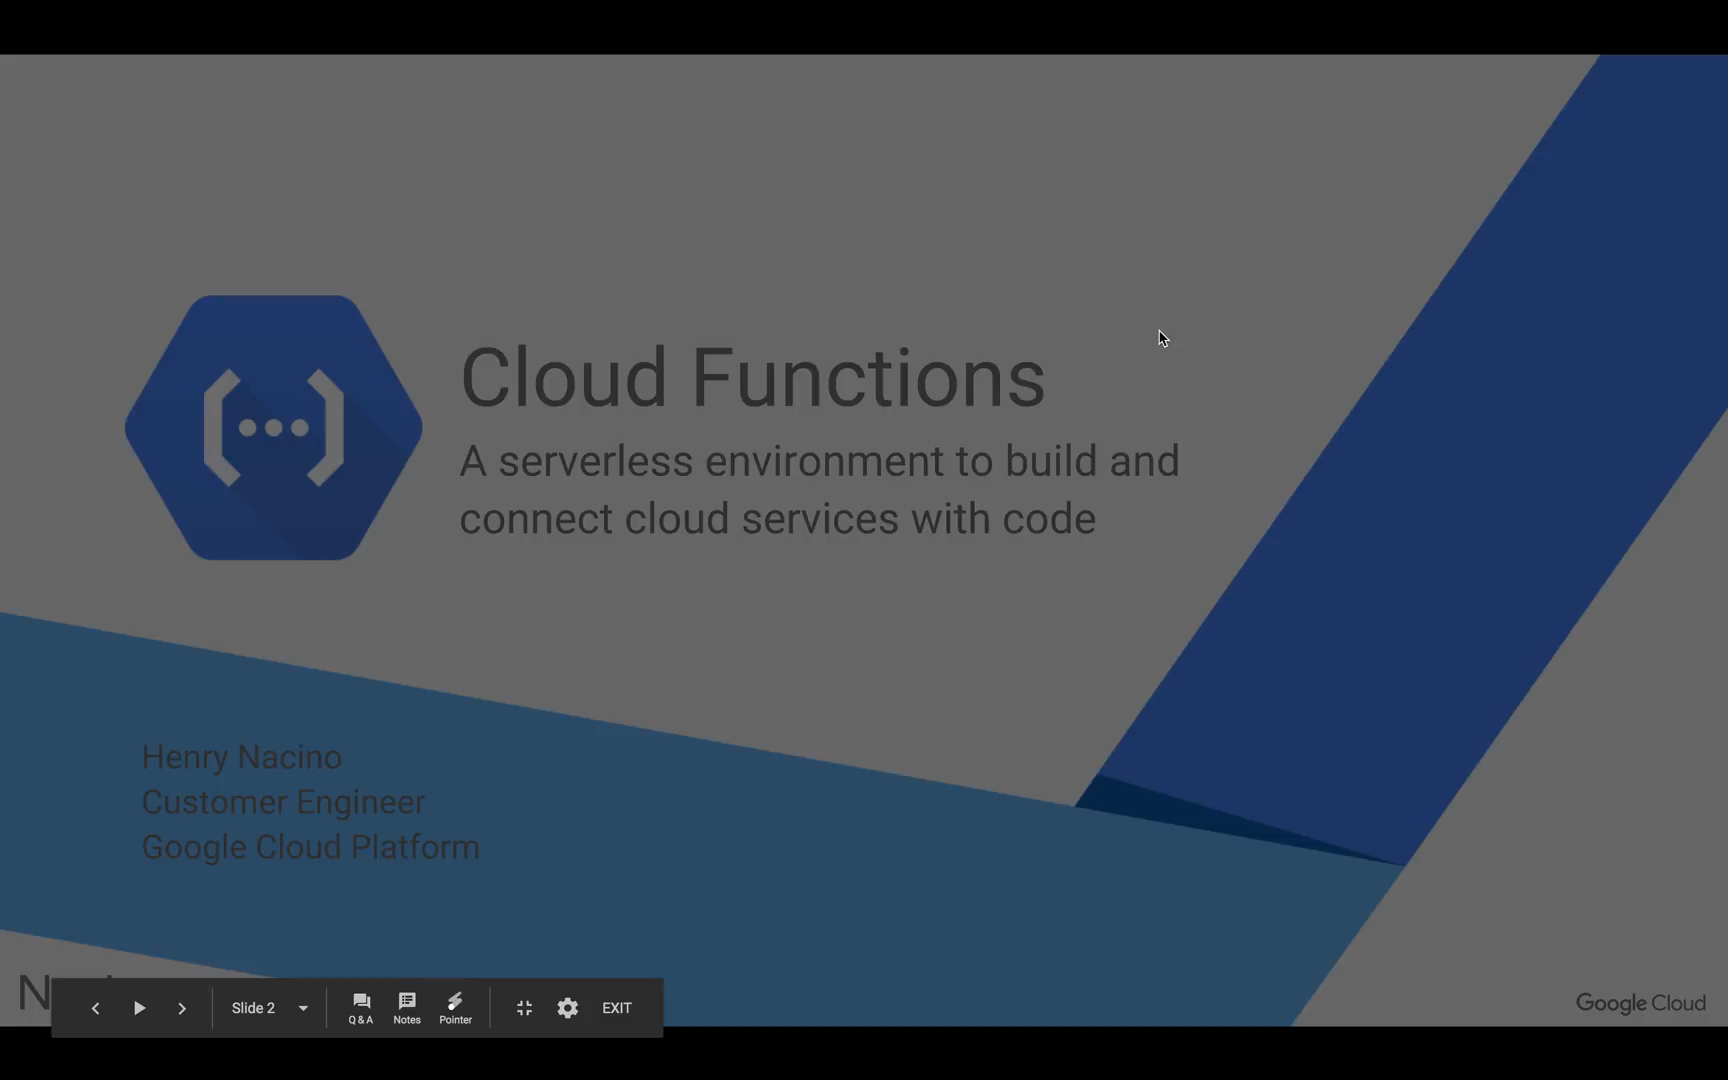 Cloud Functions
A serverless environment to build and
connect cloud services with code
Henry Nacino
Customer Engineer
Google Cloud Platform
Slide 2
Q & A
Notes
Pointer
EXIT
Google Cloud